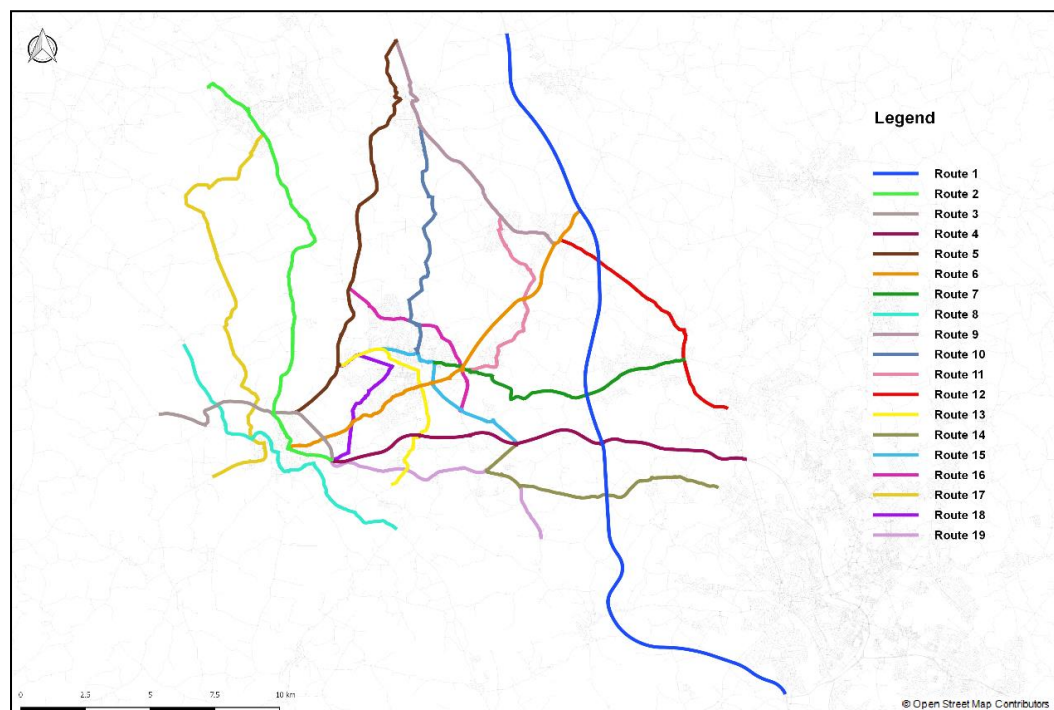 Legend
Route 1
Route 2
Route 3
Route 4
Route 5
Route 6
Route 7
Route 8
Route 9
Route 10
Route 11
Route 12
Route 13
Route 14
Route 15
Route 16
Route 17
Route 18
Route 19
0 2.5 5 7.5 10 km
© Open Street Map Contributors